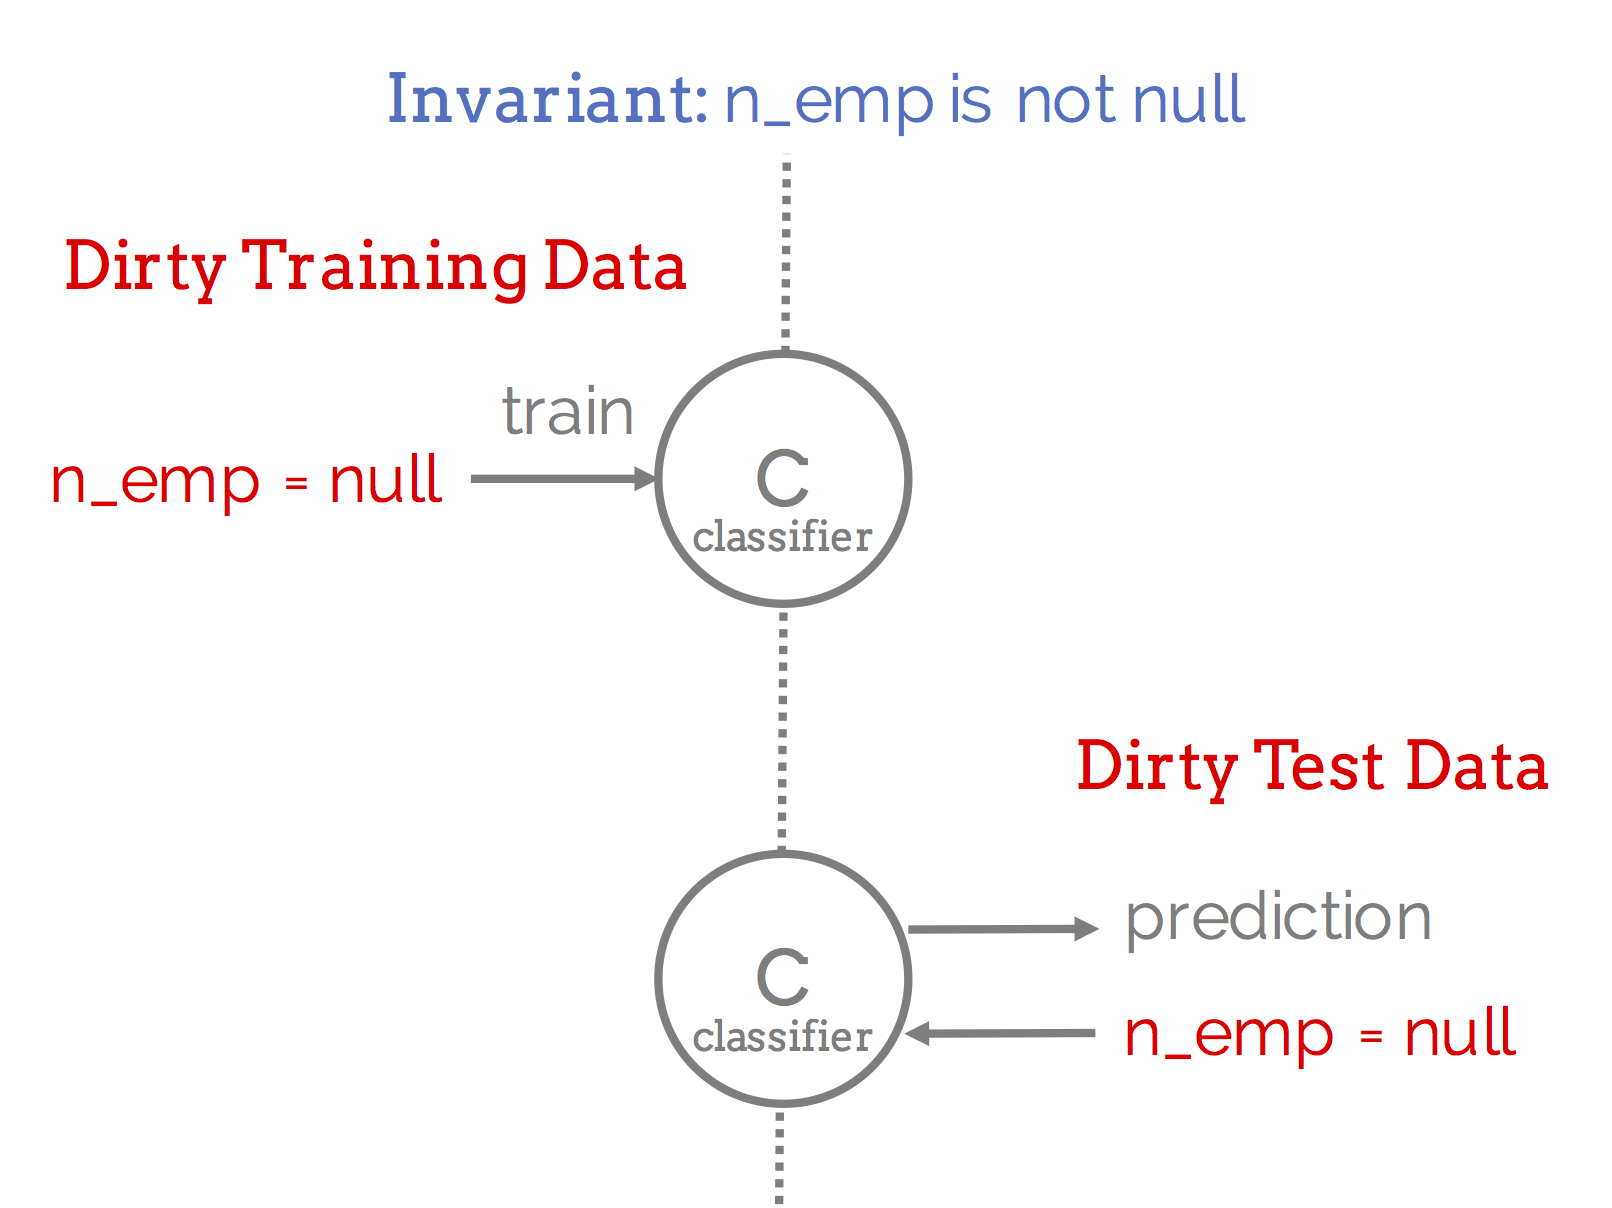 Invariant: n_emp is not null
Dirty Training Data
train
n_emp = null
C
classifier
Dirty Test Data
prediction
C
classifier
n_emp = null